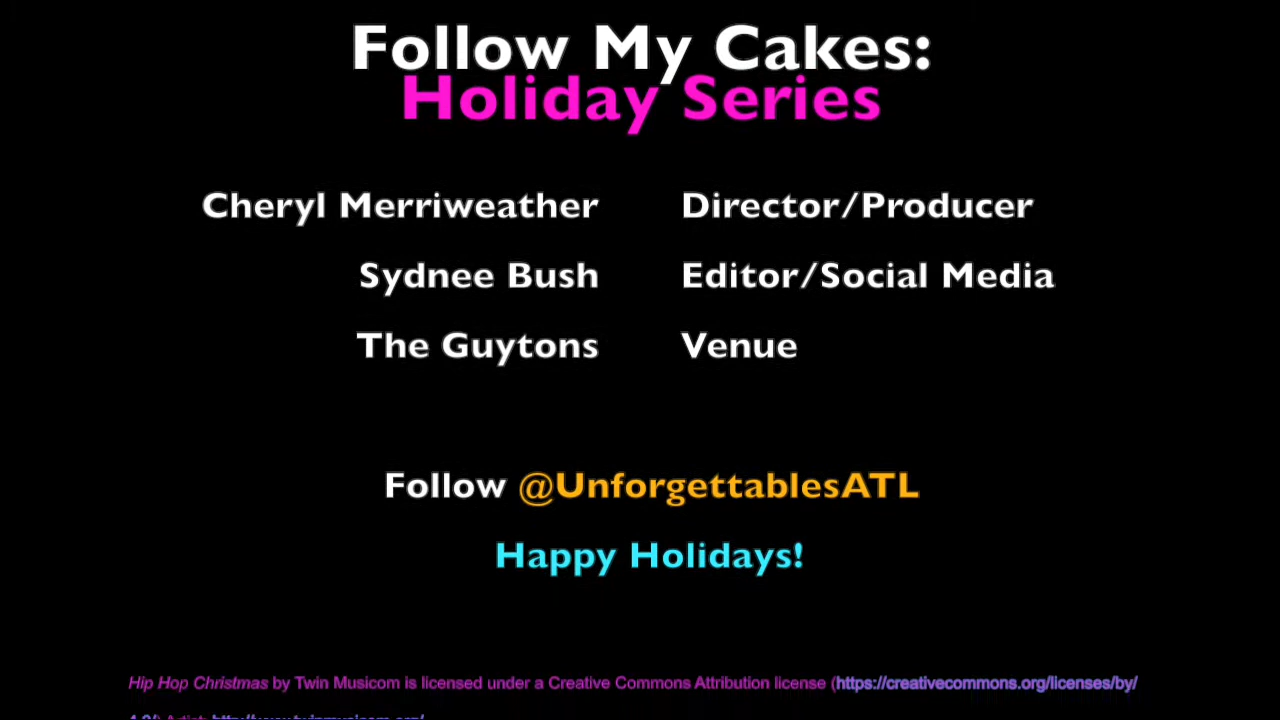 Follow My Cakes:
Holiday Series
Cheryl Merriweather Director/Producer
Sydnee Bush Editor/Social Media
The Guytons Venue
Follow @UnforgettablesATL
Happy Holidays!
Hip Hop Christmas by Twin Musicom is licensed under a Creative Commons Attribution license (https://creativecommons.org/licenses/by/